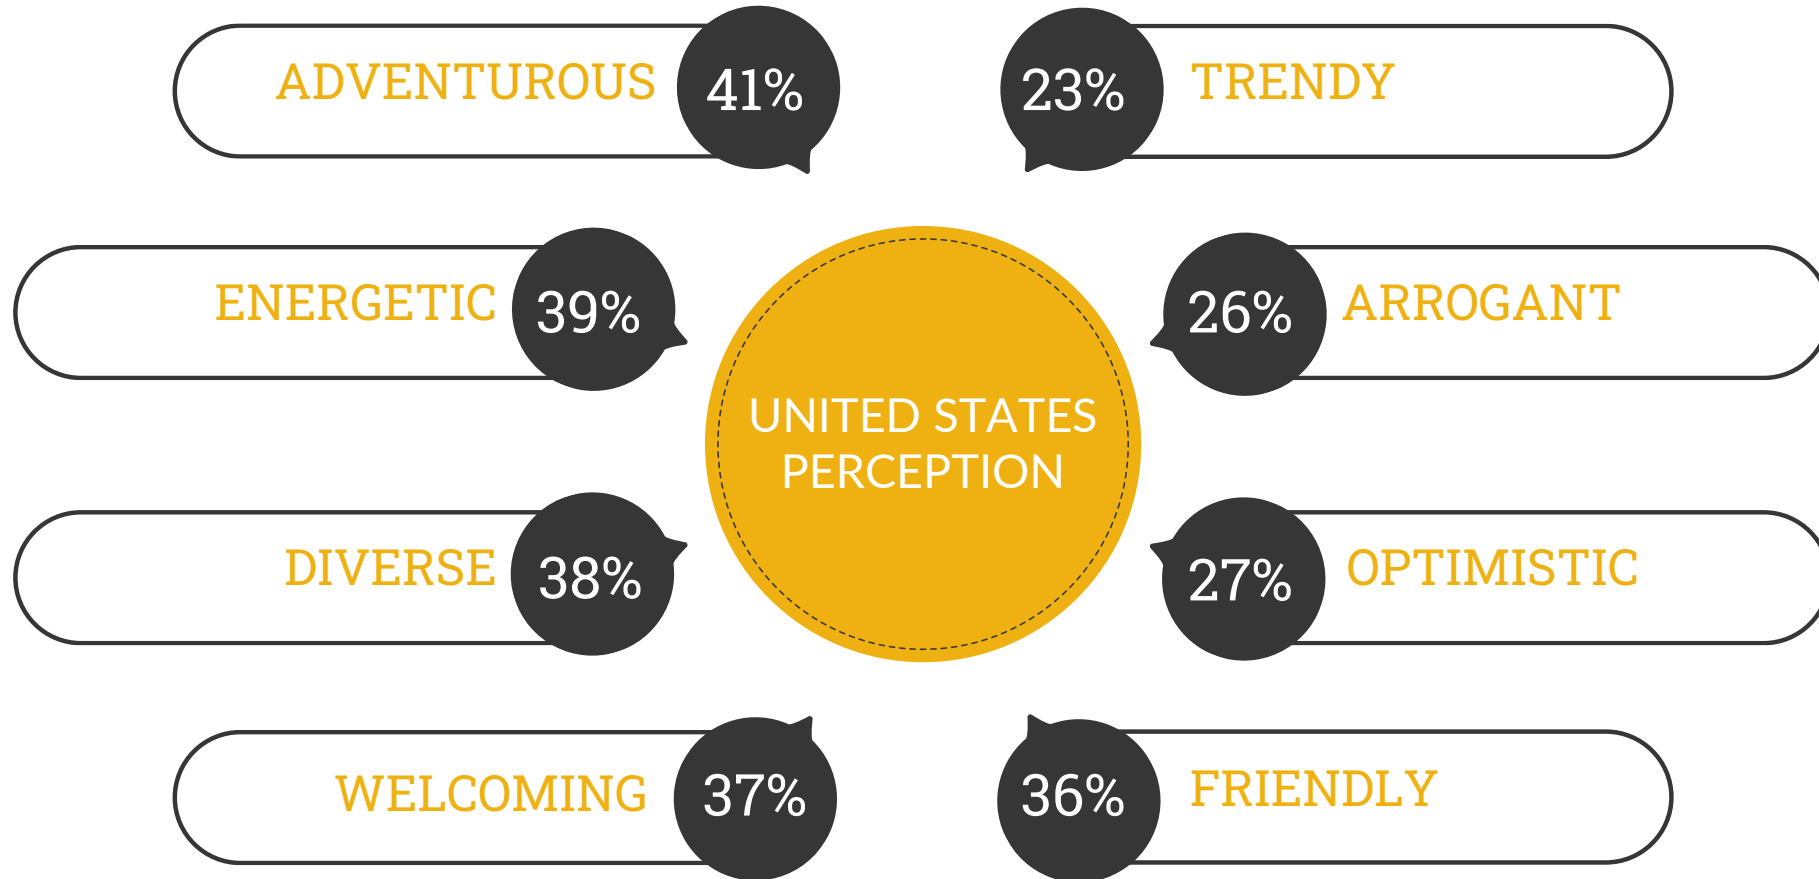 ADVENTUROUS 41%
23% TRENDY
ENERGETIC 39%
26% ARROGANT
UNITED STATES
PERCEPTION
DIVERSE 38%
27% OPTIMISTIC
WELCOMING 37%
36% FRIENDLY